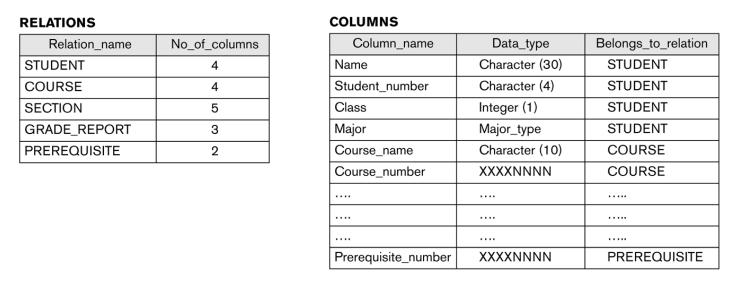 RELATIONS
Relation_name No_of_columns
STUDENT 4
COURSE 4
SECTION 5
GRADE_REPORT 3
PREREQUISITE 2
COLUMNS
Column_name Data_type Belongs_to_relation
Name Character (30) STUDENT
Student_number Character (4) STUDENT
Class Integer (1) STUDENT
Major Major_type STUDENT
Course_name Character (10) COURSE
Course_number XXXXNNNN COURSE
.... .... .....
.... .... .....
.... .... .....
Prerequisite_number XXXXNNNN PREREQUISITE